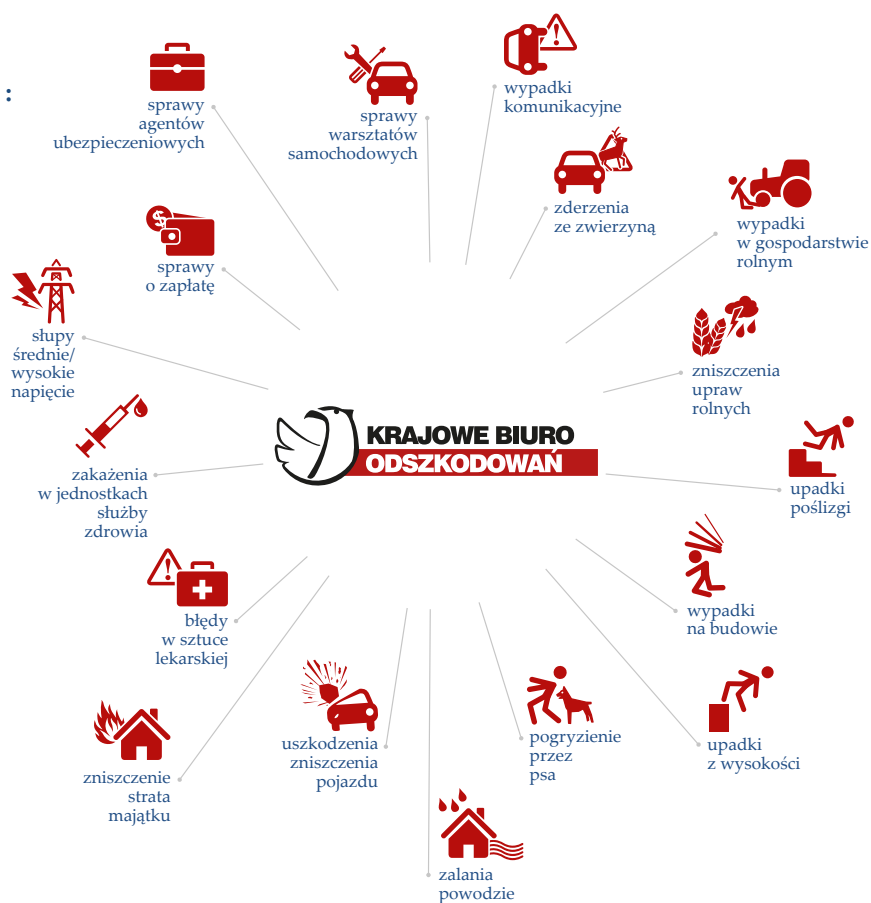 :
sprawy
agentów
ubezpieczeniowych
sprawy
warsztatów
samochodowych
wypadki
komunikacyjne
zderzenia
ze zwierzyną
wypadki
w gospodarstwie
rolnym
sprawy
o zapłatę
słupy
średnie/
wysokie
napięcie
zniszczenia
upraw
rolnych
KRAJOWE BIURO
ODSZKODOWAŃ
zakażenia
w jednostkach
służby
zdrowia
upadki
poślizgi
błędy
w sztuce
lekarskiej
wypadki
na budowie
zniszczenie
strata
majątku
uszkodzenia
zniszczenia
pojazdu
pogryzienie
przez
psa
upadki
z wysokości
zalania
powodzie
$